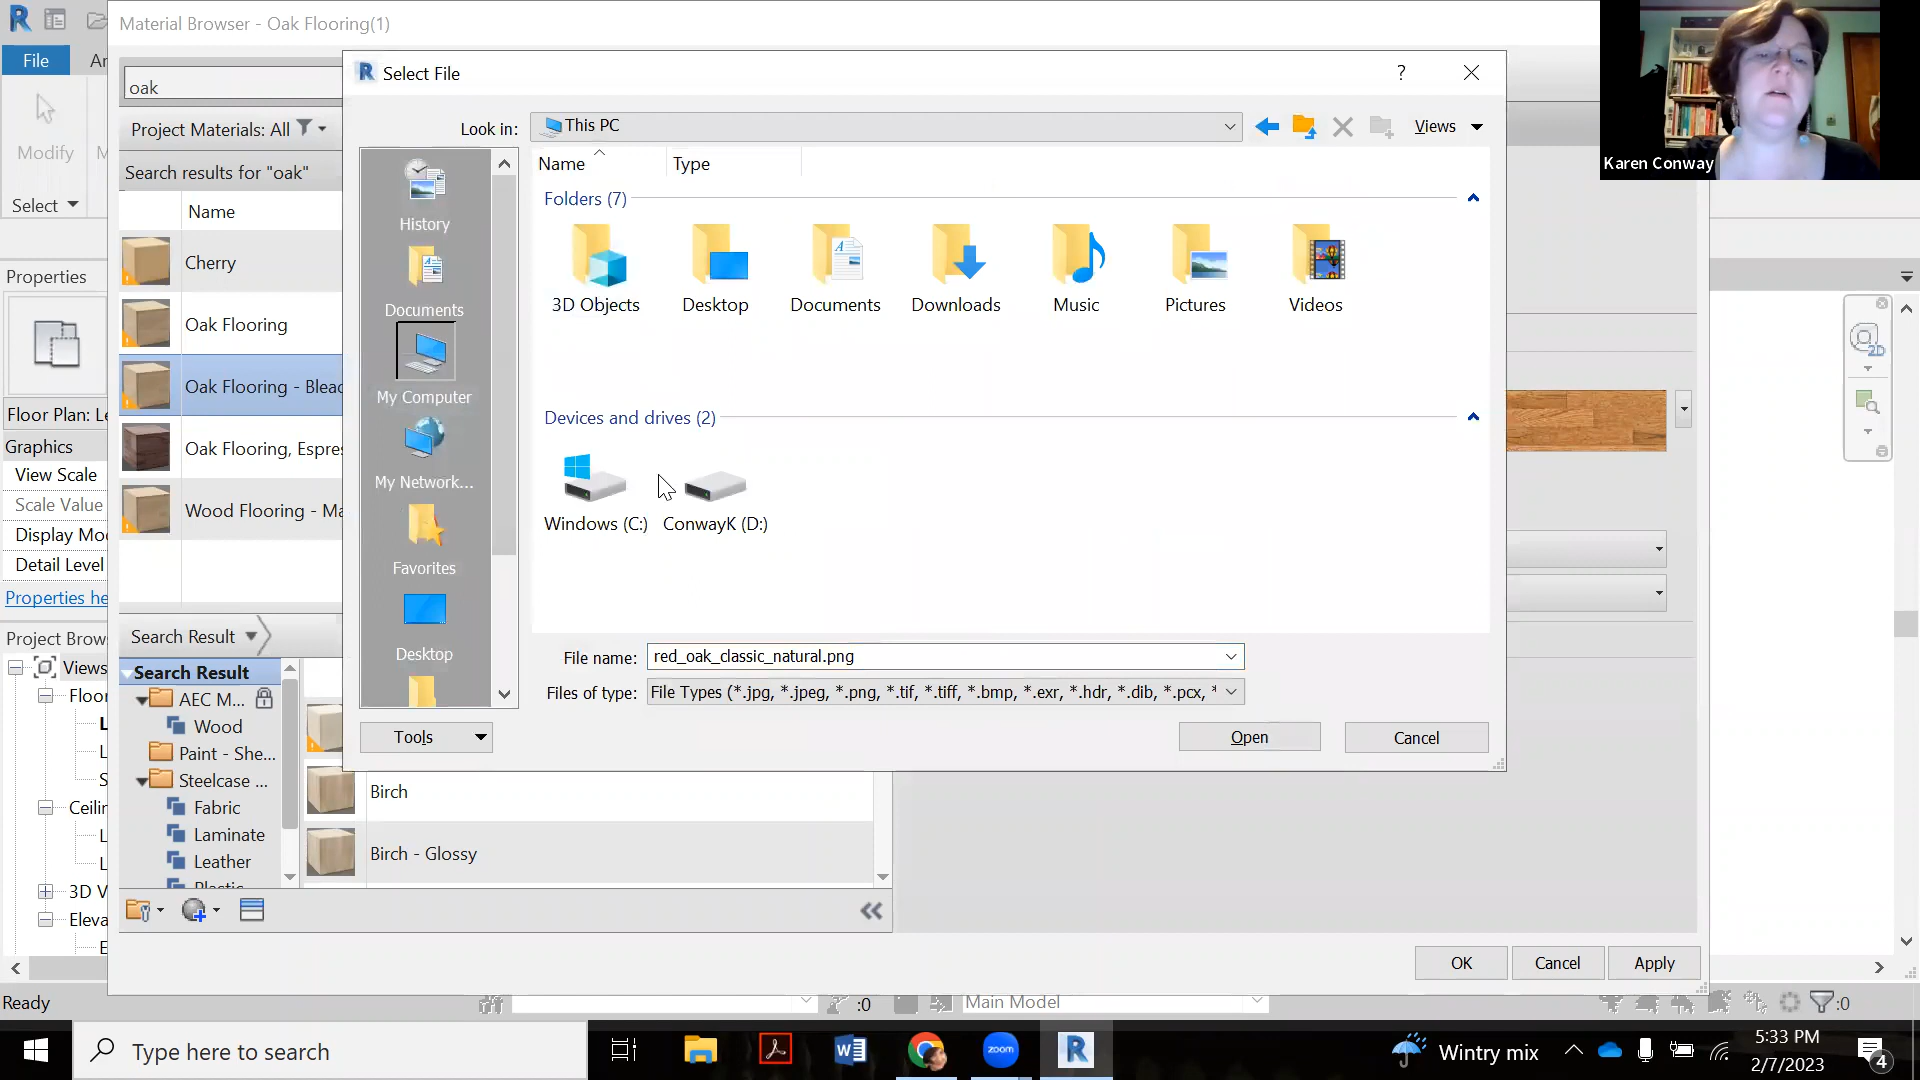 Material Browser - Oak Flooring(1)
File
oak
Modify
Select
Project Materials: All
Search results for "oak"
Name
Cherry
Oak Flooring
Oak Flooring - Bleac
Oak Flooring, Espres
Wood Flooring - Ma
Properties
Floor Plan: Le
Graphics
View Scale
Scale Value
Display Mo
Detail Level
Properties he
Project Brow
Views
Floor
Ceilin
3D V
Eleva
Search Result
Search Result
AEC M...
Wood
Paint - She...
Steelcase ...
Fabric
Laminate
Leather
Plastic
Birch
Birch - Glossy
Select File
?
Look in:
This PC
Views
History
Documents
My Computer
My Network...
Favorites
Desktop
Name
Type
Folders (7)
3D Objects
Desktop
Documents
Downloads
Music
Pictures
Videos
Devices and drives (2)
Windows (C:)
ConwayK (D:)
File name:
red_oak_classic_natural.png
Files of type:
File Types (*.jpg, *.jpeg, *.png, *.tif, *.tiff, *.bmp, *.exr, *.hdr, *.dib, *.pcx, *
Tools
Open
Cancel
Karen Conway
2D
OK
Cancel
Apply
Ready
:0
Main Model
:0
Type here to search
zoom
Wintry mix
5:33 PM
2/7/2023
4